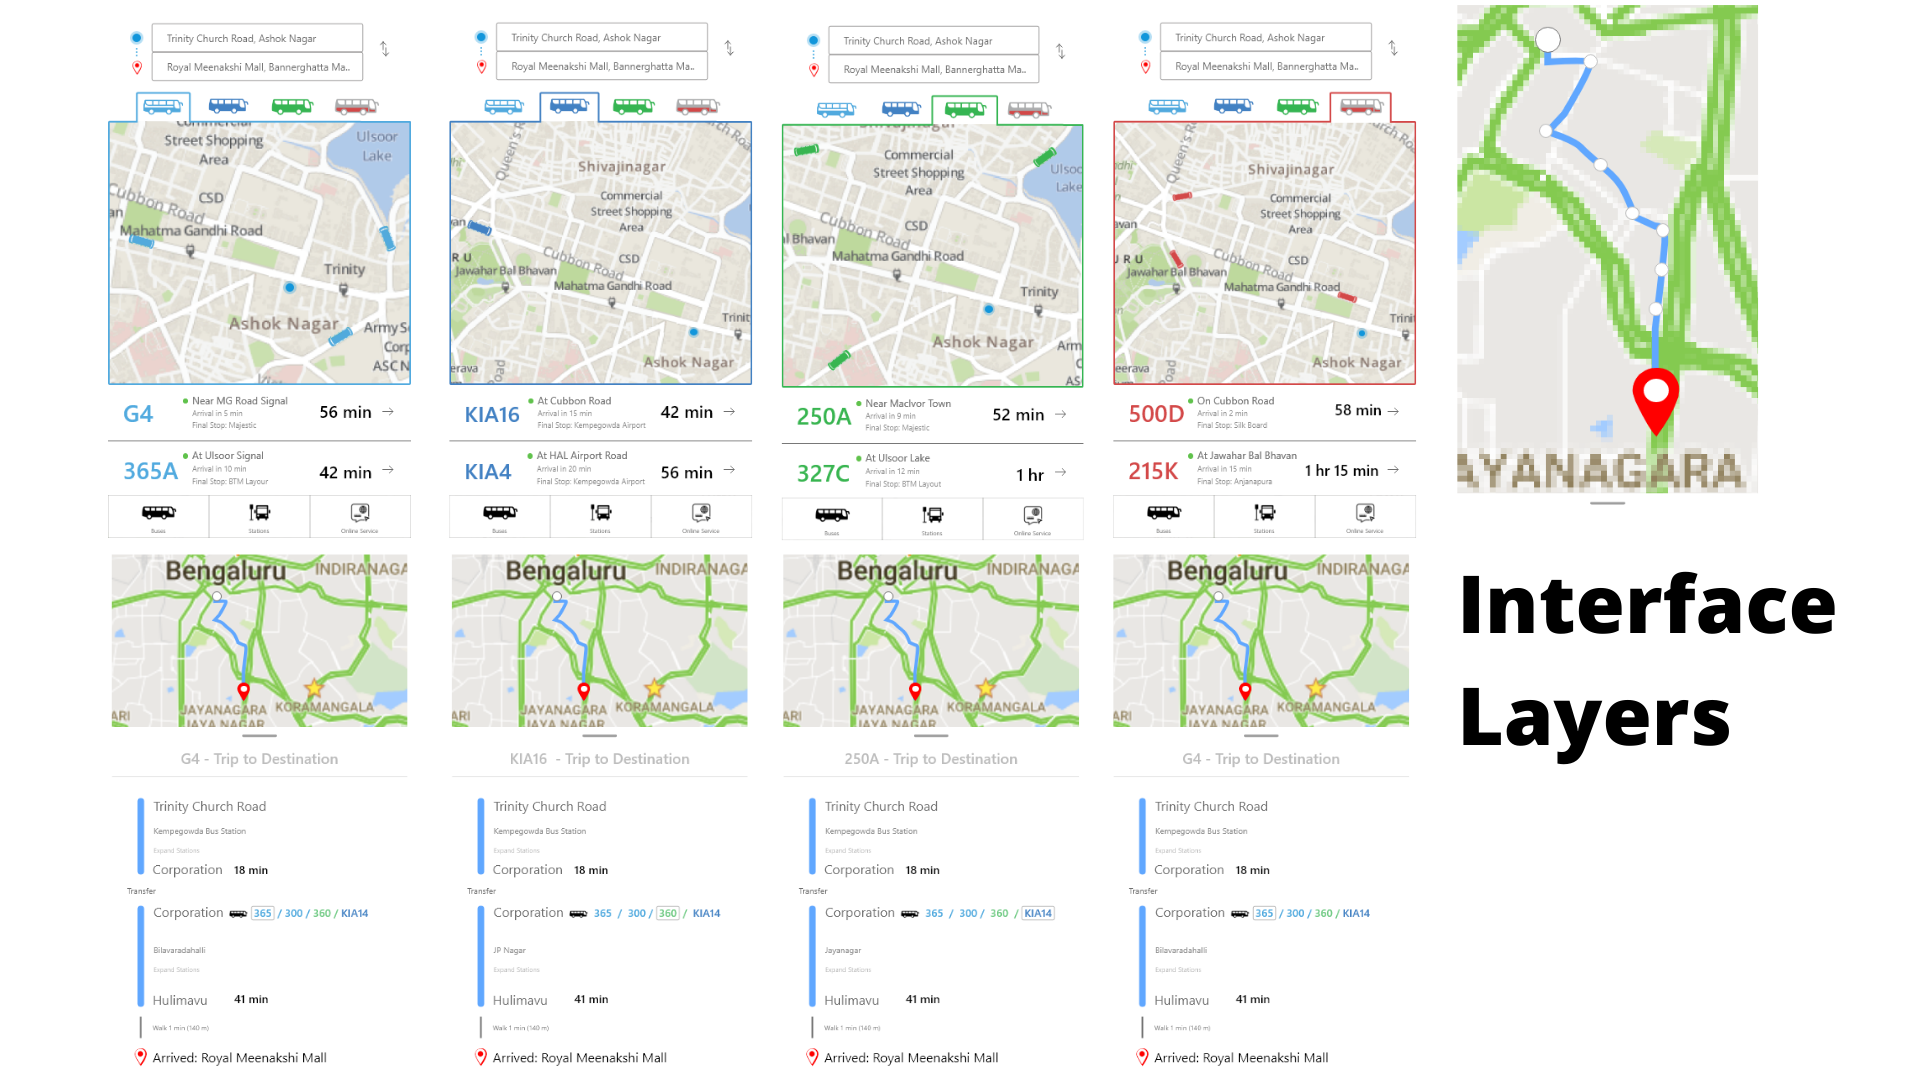 Trinity Church Road, Ashok Nagar
Royal Meenakshi Mall, Bannerghatta Ma..
Commercial
Street Shopping
Area
Ulsoor
Lake
CSD
Cubbon Road
an
Mahatma Gandhi Road
Trinity
Ashok Nagar
Army S
Corp
ASC N
G4
Near MG Road Signal
Arrival in 5 min
Final Stop: Majestic
56 min
365A
At Ulsoor Signal
Arrival in 10 min
Final Stop: BTM Layour
42 min
Buses
Stations
Online Service
Trinity Church Road, Ashok Nagar
Royal Meenakshi Mall, Bannerghatta Ma..
Queen's R
urch Roa
Shivajinagar
Commercial
Street Shopping
Area
van
Cubbon Road
CSD
RU
Jawahar Bal Bhavan
Mahatma Gandhi Road
Trinit
Ashok Nagar
erava
Road
KIA16
At Cubbon Road
Arrival in 15 min
Final Stop: Kempegowda Airport
42 min
KIA4
At HAL Airport Road
Arrival in 20 min
Final Stop: Kempegowda Airport
56 min
Buses
Stations
Online Service
Trinity Church Road, Ashok Nagar
Royal Meenakshi Mall, Bannerghatta Ma..
Shivajinagar
Commercial
Street Shopping
Area
Ulsoo
Lake
Cubbon Road
CSD
al Bhavan
Mahatma Gandhi Road
Trinity
Ashok Nagar
Arm
AS
250A
Near Maclvor Town
Arrival in 9 min
Final Stop: Majestic
52 min
327C
At Ulsoor Lake
Arrival in 12 min
Final Stop: BTM Layout
1 hr
Buses
Stations
Online Service
Trinity Church Road, Ashok Nagar
Royal Meenakshi Mall, Bannerghatta Ma..
Queen's R
urch Roa
dhi
Shivajinagar
Commercial
Street Shopping
Area
van
Cubbon Road
CSD
URU
Jawahar Bal Bhavan
Mahatma Gandhi Road
Trini
Ashok Nagar
eerava
Road
500D
On Cubbon Road
Arrival in 2 min
Final Stop: Silk Board
58 min
215K
At Jawahar Bal Bhavan
Arrival in 15 min
Final Stop: Anjanapura
1 hr 15 min
Buses
Stations
Online Service
AYANAGARA
Interface
Layers
Bengaluru
INDIRANAGA
JAYANAGARA
JAYA NAGAR
KORAMANGALA
ARI
G4 - Trip to Destination
Trinity Church Road
Kempegowda Bus Station
Expand Stations
Corporation 18 min
Transfer
Corporation 365 / 300 / 360 / KIA14
Bilavaradahalli
Expand Stations
Hulimavu 41 min
Walk 1 min (140 m)
Arrived: Royal Meenakshi Mall
Bengaluru
INDIRANAGA
JAYANAGARA
JAYA NAGAR
KORAMANGALA
ARI
KIA16 - Trip to Destination
Trinity Church Road
Kempegowda Bus Station
Expand Stations
Corporation 18 min
Transfer
Corporation 365 / 300 / 360 / KIA14
JP Nagar
Expand Stations
Hulimavu 41 min
Walk 1 min (140 m)
Arrived: Royal Meenakshi Mall
Bengaluru
INDIRANAGA
JAYANAGARA
JAYA NAGAR
KORAMANGALA
ARI
250A - Trip to Destination
Trinity Church Road
Kempegowda Bus Station
Expand Stations
Corporation 18 min
Transfer
Corporation 365 / 300 / 360 / KIA14
Jayanagar
Expand Stations
Hulimavu 41 min
Walk 1 min (140 m)
Arrived: Royal Meenakshi Mall
Bengaluru
INDIRANAGA
JAYANAGARA
JAYA NAGAR
KORAMANGALA
ARI
G4 - Trip to Destination
Trinity Church Road
Kempegowda Bus Station
Expand Stations
Corporation 18 min
Transfer
Corporation 365 / 300 / 360 / KIA14
Bilavaradahalli
Expand Stations
Hulimavu 41 min
Walk 1 min (140 m)
Arrived: Royal Meenakshi Mall